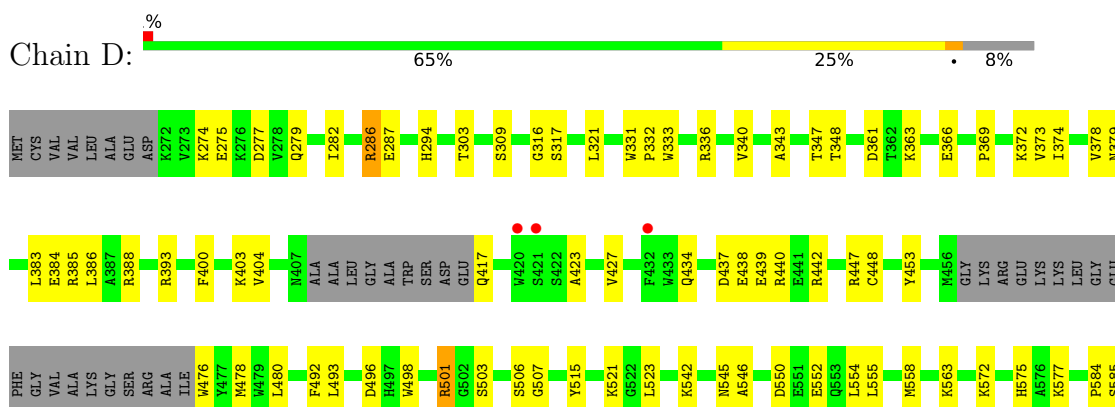 .%
Chain D:
65% 25% • 8%
MET CYS VAL VAL LEU ALA GLU ASP K272 V273 K274 E275 K276 D277 V278 Q279 I282 R286 E287 H294 T303 S309 G316 S317 L321 W331 P332 W333 R336 V340 A343 T347 T348 D361 T362 K363 E366 P369 K372 V373 I374 V378 N379
L383 E384 R385 L386 A387 R388 R393 F400 K403 V404 N407 ALA ALA LEU GLY ALA TRP SER ASP GLU Q417 W420 S421 S422 A423 V427 F432 W433 Q434 D437 E438 E439 R440 E441 R442 R447 C448 Y453 M456 GLY LYS ARG GLU LYS LYS LEU GLY GLU
PHE GLY VAL ALA LYS GLY SER ARG ALA ILE W476 Y477 M478 W479 L480 F492 L493 D496 H497 W498 R501 G502 S503 S506 G507 Y515 K521 G522 L523 K542 N545 A546 D550 E551 E552 Q553 L554 L555 M558 K563 K572 H575 A576 K577 P584